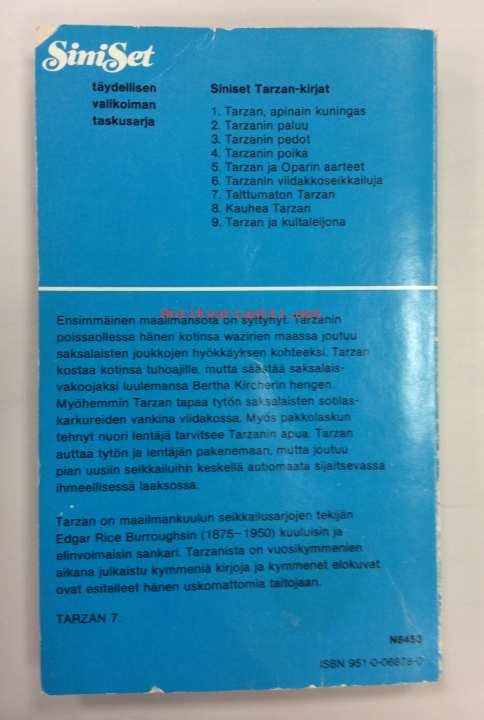 SiniSet
täydellisen
valikoiman
taskusarja
Siniset Tarzan-kirjat
1. Tarzan, apinain kuningas
2. Tarzanin paluu
3. Tarzanin pedot
4. Tarzanin poika
5. Tarzan ja Oparin aarteet
6. Tarzanin viidakkoseikkailuja
7. Talttumaton Tarzan
8. Kauhea Tarzan
9. Tarzan ja kultaleijona
Antikvariaatti.net
Ensimmäinen maailmansota on syttynyt. Tarzanin
poissaollessa hänen kotinsa wazirien maassa joutuu
saksalaisten joukkojen hyökkäyksen kohteeksi. Tarzan
kostaa kotinsa tuhoajille, mutta säästää saksalais-
vakoojaksi luulemansa Bertha Kircherin hengen.
Myöhemmin Tarzan tapaa tytön saksalaisten sotilas-
karkureiden vankina viidakossa. Myös pakkolaskun
tehnyt nuori lentäjä tarvitsee Tarzanin apua. Tarzan
auttaa tytön ja lentäjän pakenemaan, mutta joutuu
pian uusiin seikkailuihin keskellä autiomaata sijaitsevassa
ihmeellisessä laaksossa.
Tarzan on maailmankuulun seikkailusarjojen tekijän
Edgar Rice Burroughsin (1875–1950) kuuluisin ja
elinvoimaisin sankari. Tarzanista on vuosikymmenien
aikana julkaistu kymmeniä kirjoja ja kymmenet elokuvat
ovat esitelleet hänen uskomattomia taitojaan.
TARZAN 7.
N8453
ISBN 951-0-06878-0